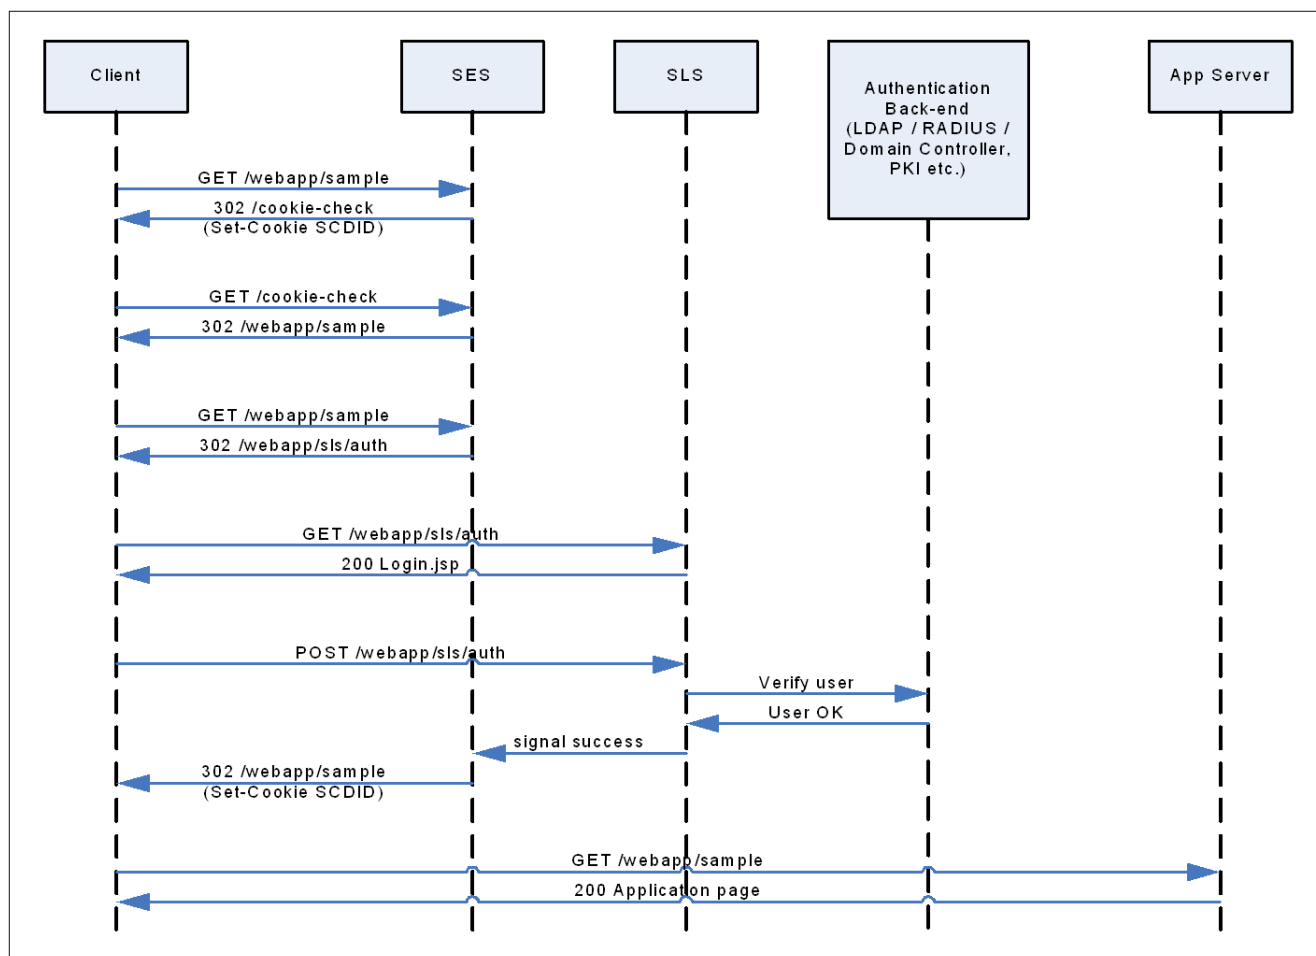 Client
SES
SLS
Authentication
Back-end
(LDAP / RADIUS /
Domain Controller,
PKI etc.)
App Server
GET /webapp/sample
302 /cookie-check
(Set-Cookie SCDID)
GET /cookie-check
302 /webapp/sample
GET /webapp/sample
302 /webapp/sls/auth
GET /webapp/sls/auth
200 Login.jsp
POST /webapp/sls/auth
Verify user
User OK
signal success
302 /webapp/sample
(Set-Cookie SCDID)
GET /webapp/sample
200 Application page